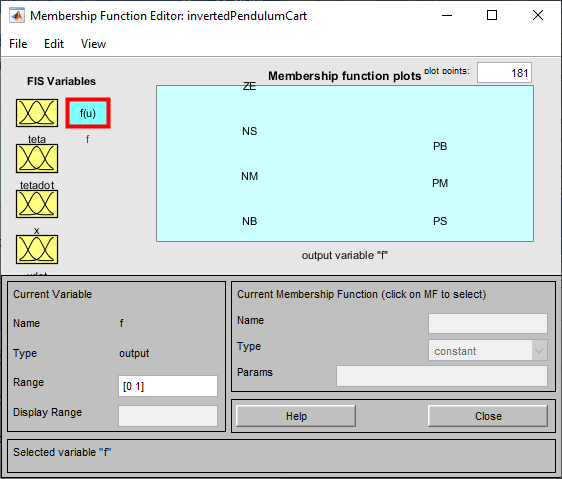 Membership Function Editor: invertedPendulumCart
File Edit View
FIS Variables
f(u)
teta
f
tetadot
x
xdot
Membership function plots
plot points:
181
ZE
NS
NM
NB
PB
PM
PS
output variable "f"
Current Variable
Name f
Type output
Range [0 1]
Display Range
Current Membership Function (click on MF to select)
Name
Type constant
Params
Help
Close
Selected variable "f"